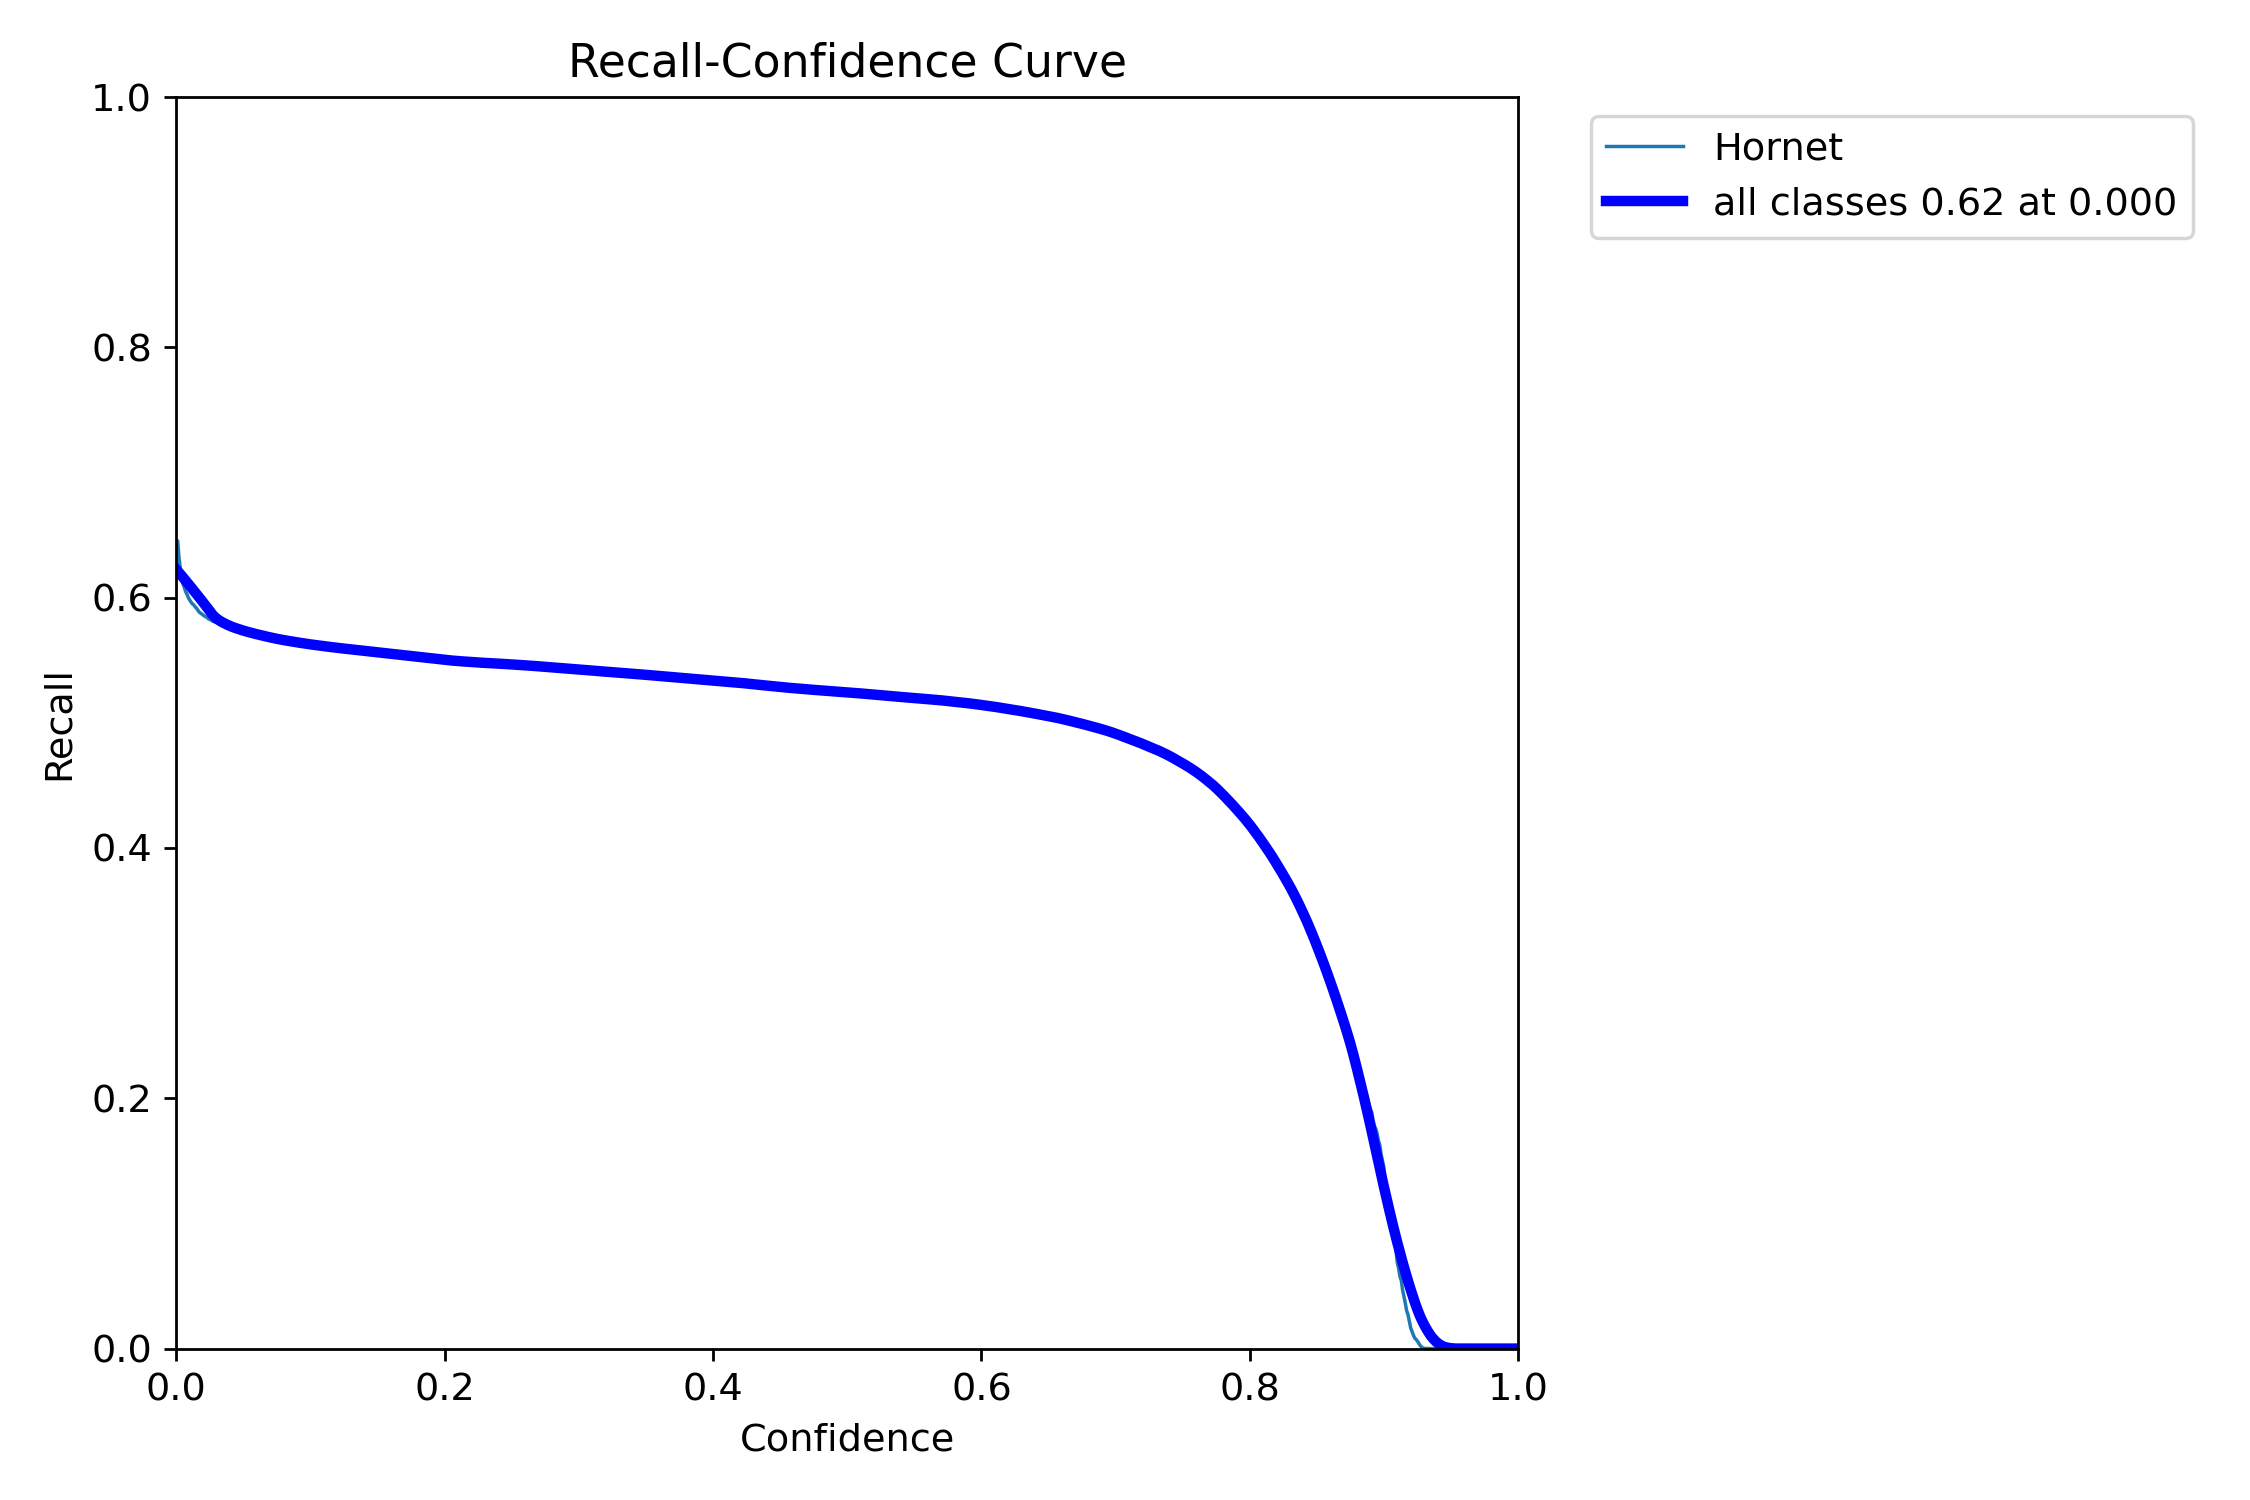 Recall-Confidence Curve
1.0
0.8
0.6
0.4
0.2
0.0
Recall
0.0 0.2 0.4 0.6 0.8 1.0
Confidence
Hornet
all classes 0.62 at 0.000